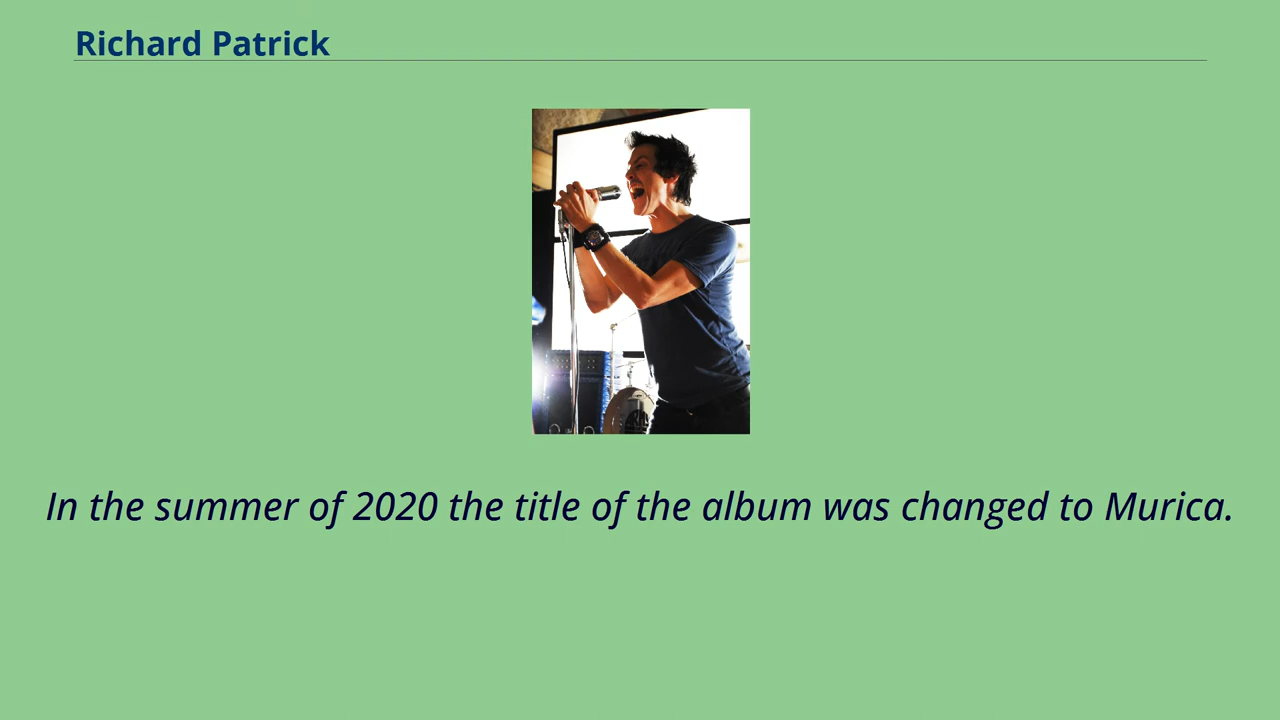 Richard Patrick
In the summer of 2020 the title of the album was changed to Murica.